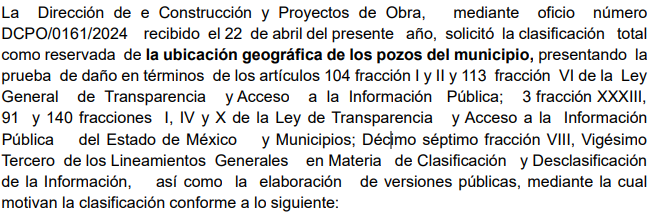 La Dirección de e Construcción y Proyectos de Obra, mediante oficio número
DCPO/0161/2024 recibido el 22 de abril del presente año, solicitó la clasificación total
como reservada de la ubicación geográfica de los pozos del municipio, presentando la
prueba de daño en términos de los artículos 104 fracción I y II y 113 fracción VI de la Ley
General de Transparencia y Acceso a la Información Pública; 3 fracción XXXIII,
91 y 140 fracciones I, IV y X de la Ley de Transparencia y Acceso a la Información
Pública del Estado de México y Municipios; Décimo séptimo fracción VIII, Vigésimo
Tercero de los Lineamientos Generales en Materia de Clasificación y Desclasificación
de la Información, así como la elaboración de versiones públicas, mediante la cual
motivan la clasificación conforme a lo siguiente: